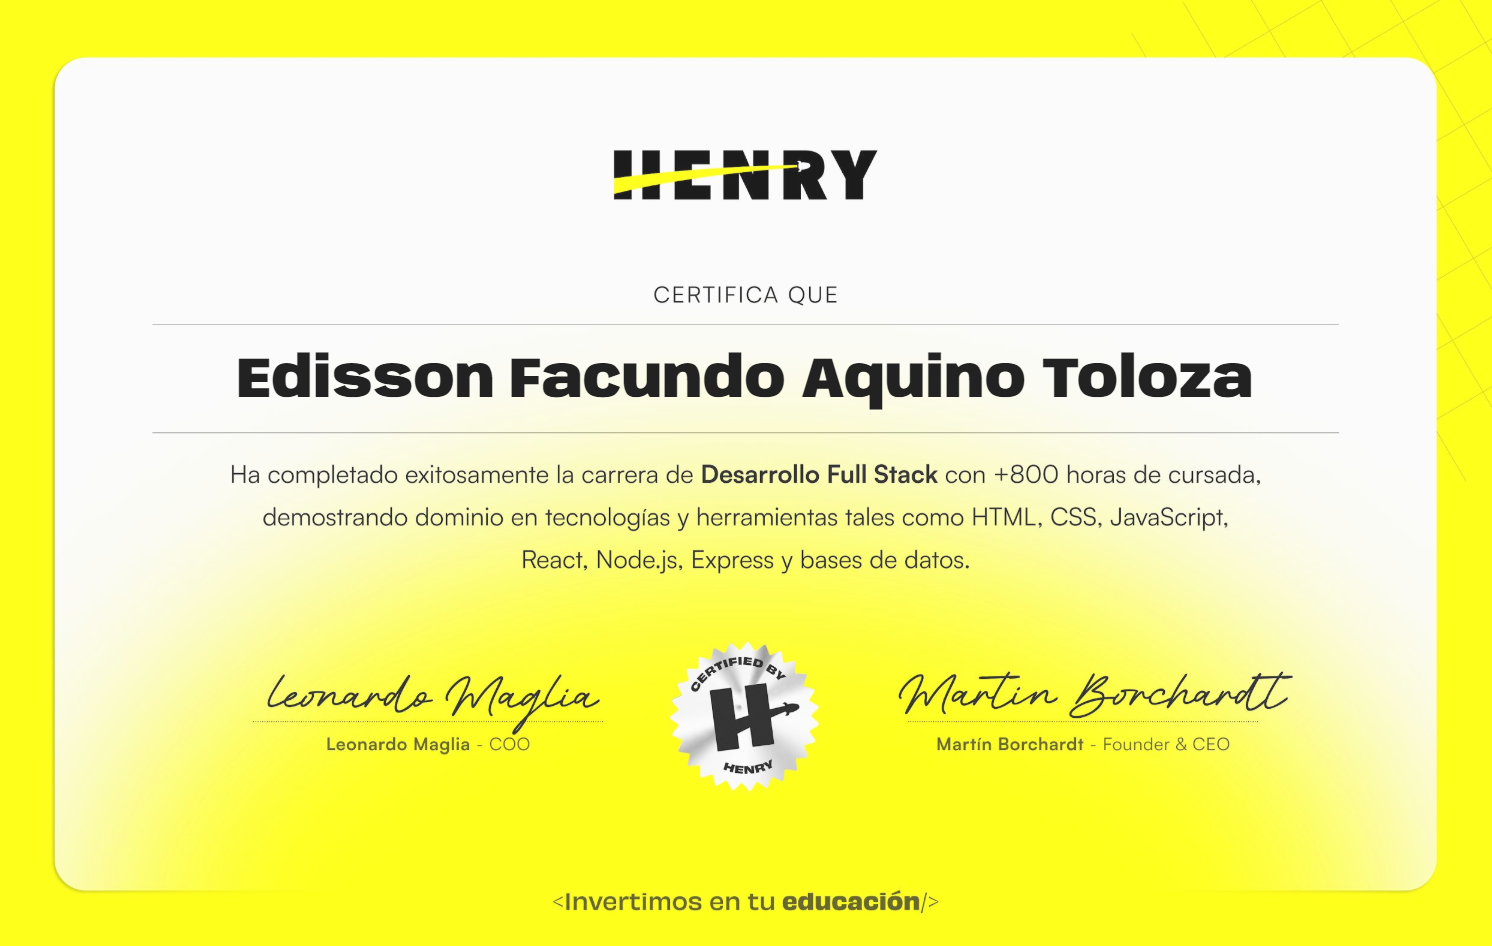 HENRY
CERTIFICA QUE
Edisson Facundo Aquino Toloza
Ha completado exitosamente la carrera de Desarrollo Full Stack con +800 horas de cursada,
demostrando dominio en tecnologías y herramientas tales como HTML, CSS, JavaScript,
React, Node.js, Express y bases de datos.
Leonardo Maglia
Leonardo Maglia - COO
CERTIFIED BY
H
HENRY
Martin Borchardt
Martín Borchardt - Founder & CEO
<Invertimos en tu educación/>